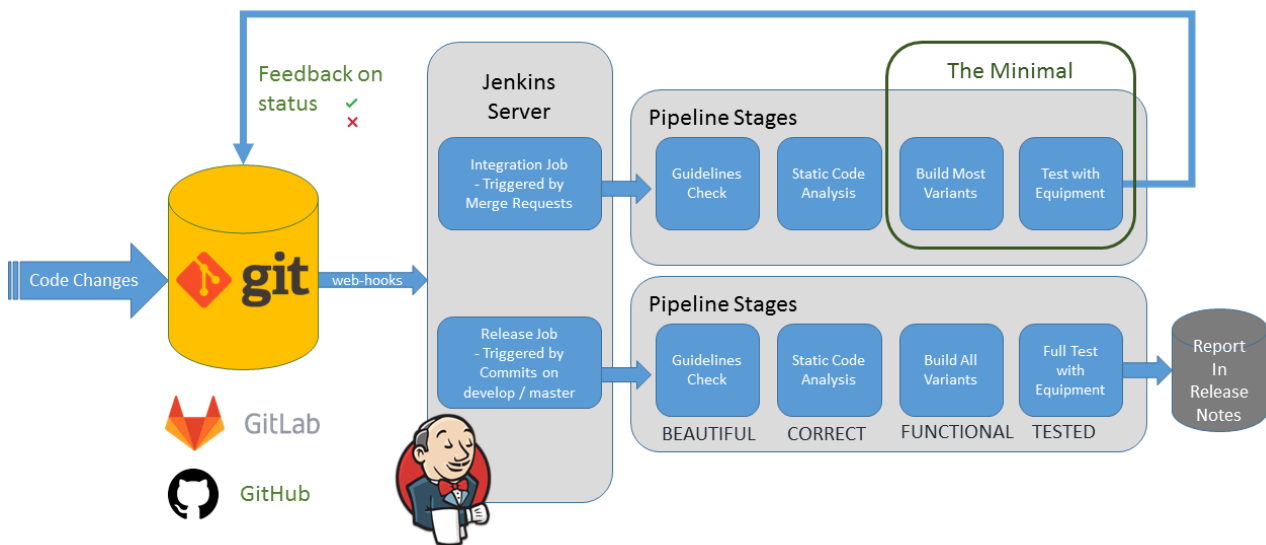 Feedback on
status
Code Changes
git
web-hooks
GitLab
GitHub
Jenkins
Server
Integration Job
- Triggered by
Merge Requests
Release Job
- Triggered by
Commits on
develop / master
The Minimal
Pipeline Stages
Guidelines
Check
Static Code
Analysis
Build Most
Variants
Test with
Equipment
Pipeline Stages
Guidelines
Check
Static Code
Analysis
Build All
Variants
Full Test
with
Equipment
BEAUTIFUL
CORRECT
FUNCTIONAL
TESTED
Report
In
Release
Notes